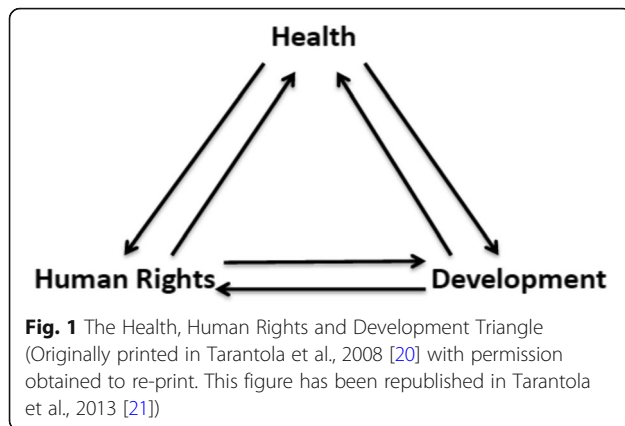 Health
Human Rights
Development
Fig. 1 The Health, Human Rights and Development Triangle
(Originally printed in Tarantola et al., 2008 [20] with permission
obtained to re-print. This figure has been republished in Tarantola
et al., 2013 [21])